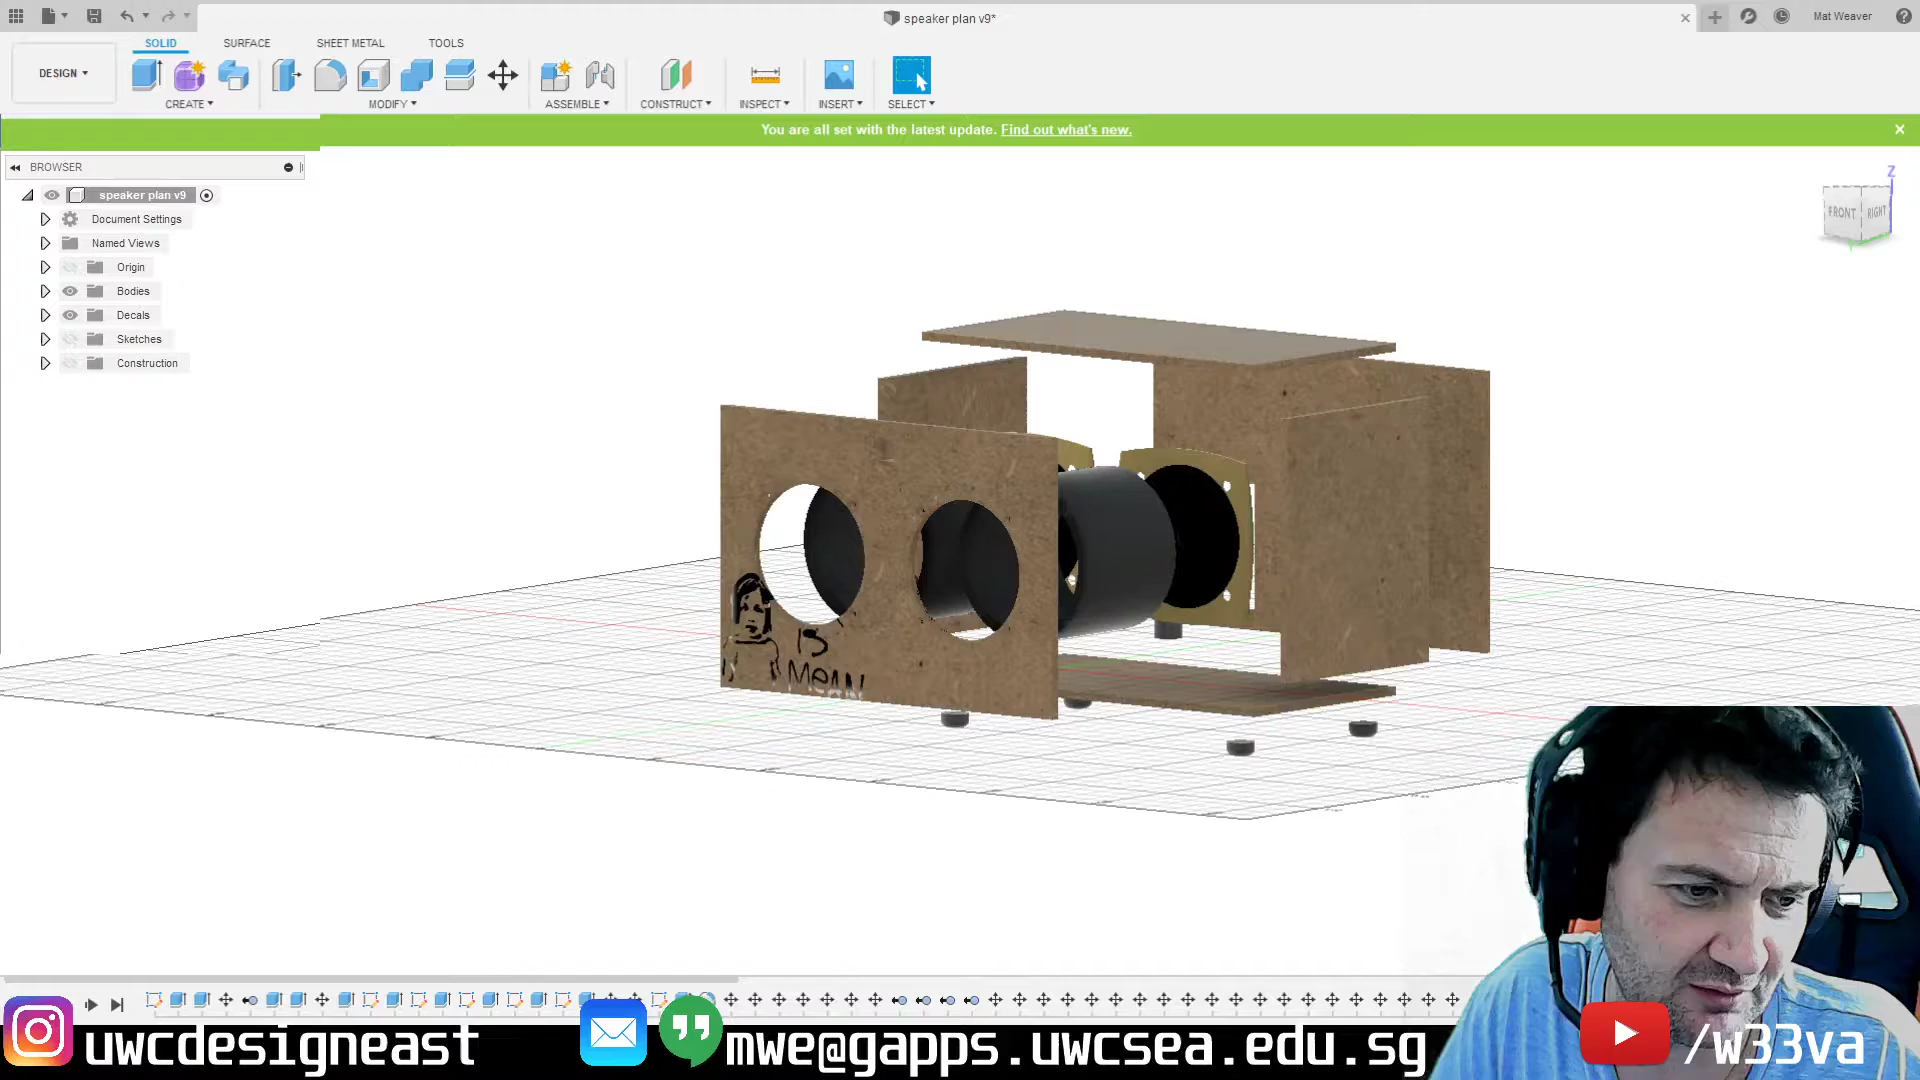 speaker plan v9*
Mat Weaver
SOLID SURFACE SHEET METAL TOOLS
DESIGN
CREATE MODIFY ASSEMBLE CONSTRUCT INSPECT INSERT SELECT
You are all set with the latest update. Find out what's new.
BROWSER
speaker plan v9
Document Settings
Named Views
Origin
Bodies
Decals
Sketches
Construction
Z
FRONT RIGHT
IS
MEAN
uwcdesigneast
mwe@gapps.uwcsea.edu.sg
/w33va